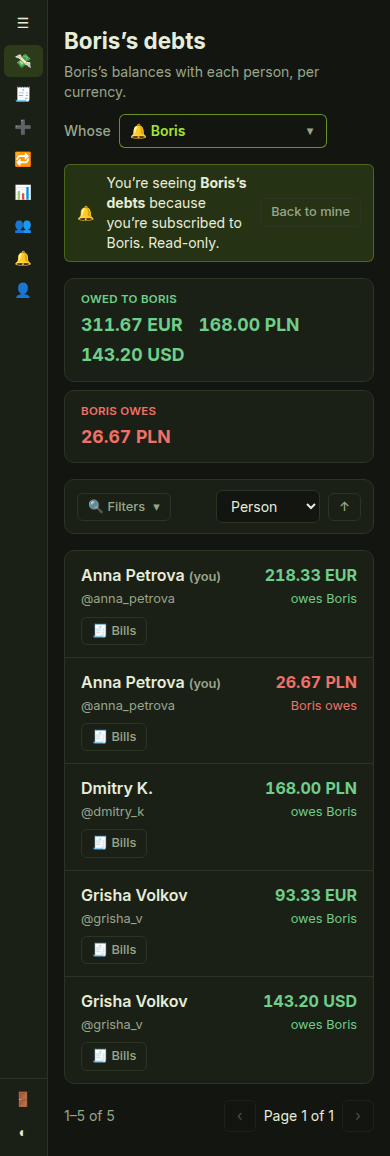 Boris’s debts
Boris’s balances with each person, per
currency.
Whose 🔔 Boris ▾
🔔 You’re seeing Boris’s
debts because
you’re subscribed to
Boris. Read-only.
Back to mine
OWED TO BORIS
311.67 EUR 168.00 PLN
143.20 USD
BORIS OWES
26.67 PLN
🔍 Filters ▾ Person ↑
Anna Petrova (you) 218.33 EUR
@anna_petrova owes Boris
🧾 Bills
Anna Petrova (you) 26.67 PLN
@anna_petrova Boris owes
🧾 Bills
Dmitry K. 168.00 PLN
@dmitry_k owes Boris
🧾 Bills
Grisha Volkov 93.33 EUR
@grisha_v owes Boris
🧾 Bills
Grisha Volkov 143.20 USD
@grisha_v owes Boris
🧾 Bills
1–5 of 5 ‹ Page 1 of 1 ›